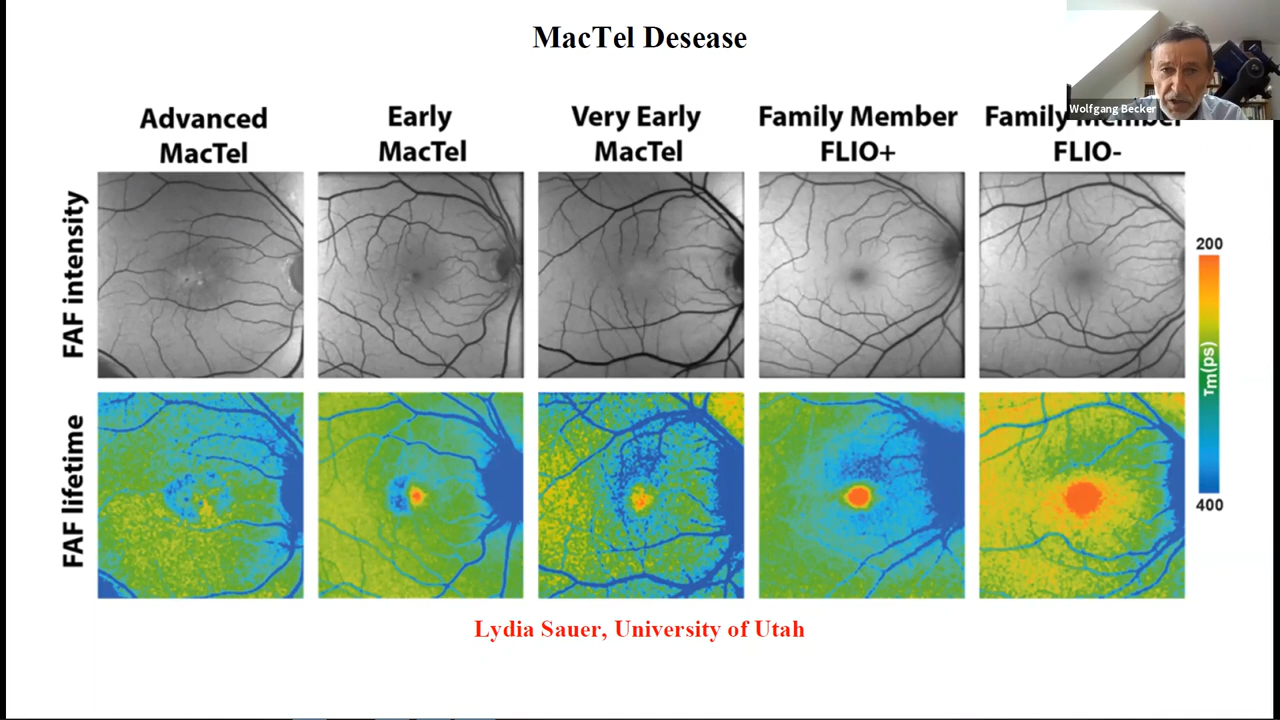 MacTel Desease
Wolfgang Becker
Advanced
MacTel
Early
MacTel
Very Early
MacTel
Family Member
FLIO+
Family Member
FLIO-
FAF intensity
200
Tm(ps)
400
FAF lifetime
Lydia Sauer, University of Utah